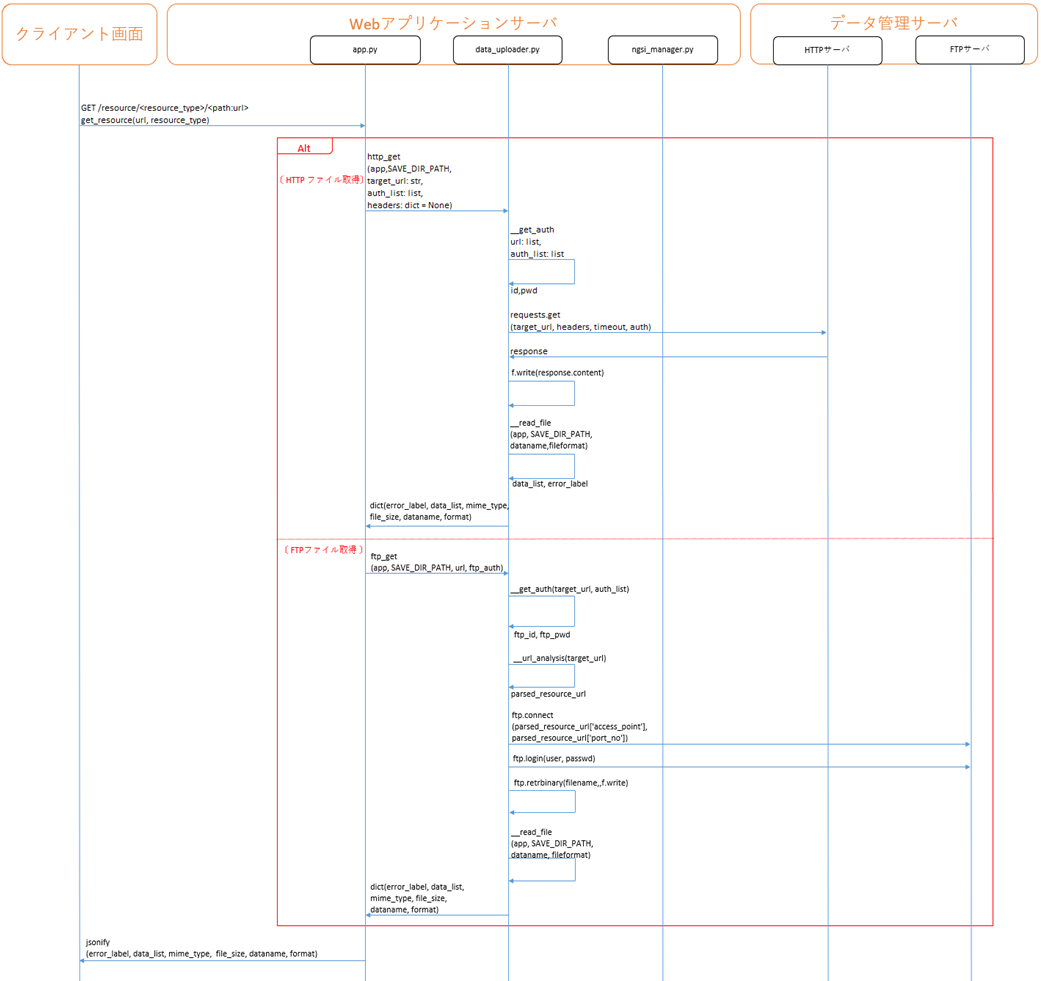 クライアント画面
Webアプリケーションサーバ
データ管理サーバ
app.py
data_uploader.py
ngsi_manager.py
HTTPサーバ
FTPサーバ
GET /resource/<resource_type>/<path:url>
get_resource(url, resource_type)
Alt
〔 HTTP ファイル取得〕
http_get
(app,SAVE_DIR_PATH,
target_url: str,
auth_list: list,
headers: dict = None)
__get_auth
url: list,
auth_list: list
id,pwd
requests.get
(target_url, headers, timeout, auth)
response
f.write(response.content)
__read_file
(app, SAVE_DIR_PATH,
dataname,fileformat)
data_list, error_label
dict(error_label, data_list, mime_type,
file_size, dataname, format)
〔 FTPファイル取得 〕
ftp_get
(app, SAVE_DIR_PATH, url, ftp_auth)
__get_auth(target_url, auth_list)
ftp_id, ftp_pwd
__url_analysis(target_url)
parsed_resource_url
ftp.connect
(parsed_resource_url['access_point'],
parsed_resource_url['port_no'])
ftp.login(user, passwd)
ftp.retrbinary(filename,,f.write)
__read_file
(app, SAVE_DIR_PATH,
dataname, fileformat)
dict(error_label, data_list,
mime_type, file_size,
dataname, format)
jsonify
(error_label, data_list, mime_type, file_size, dataname, format)